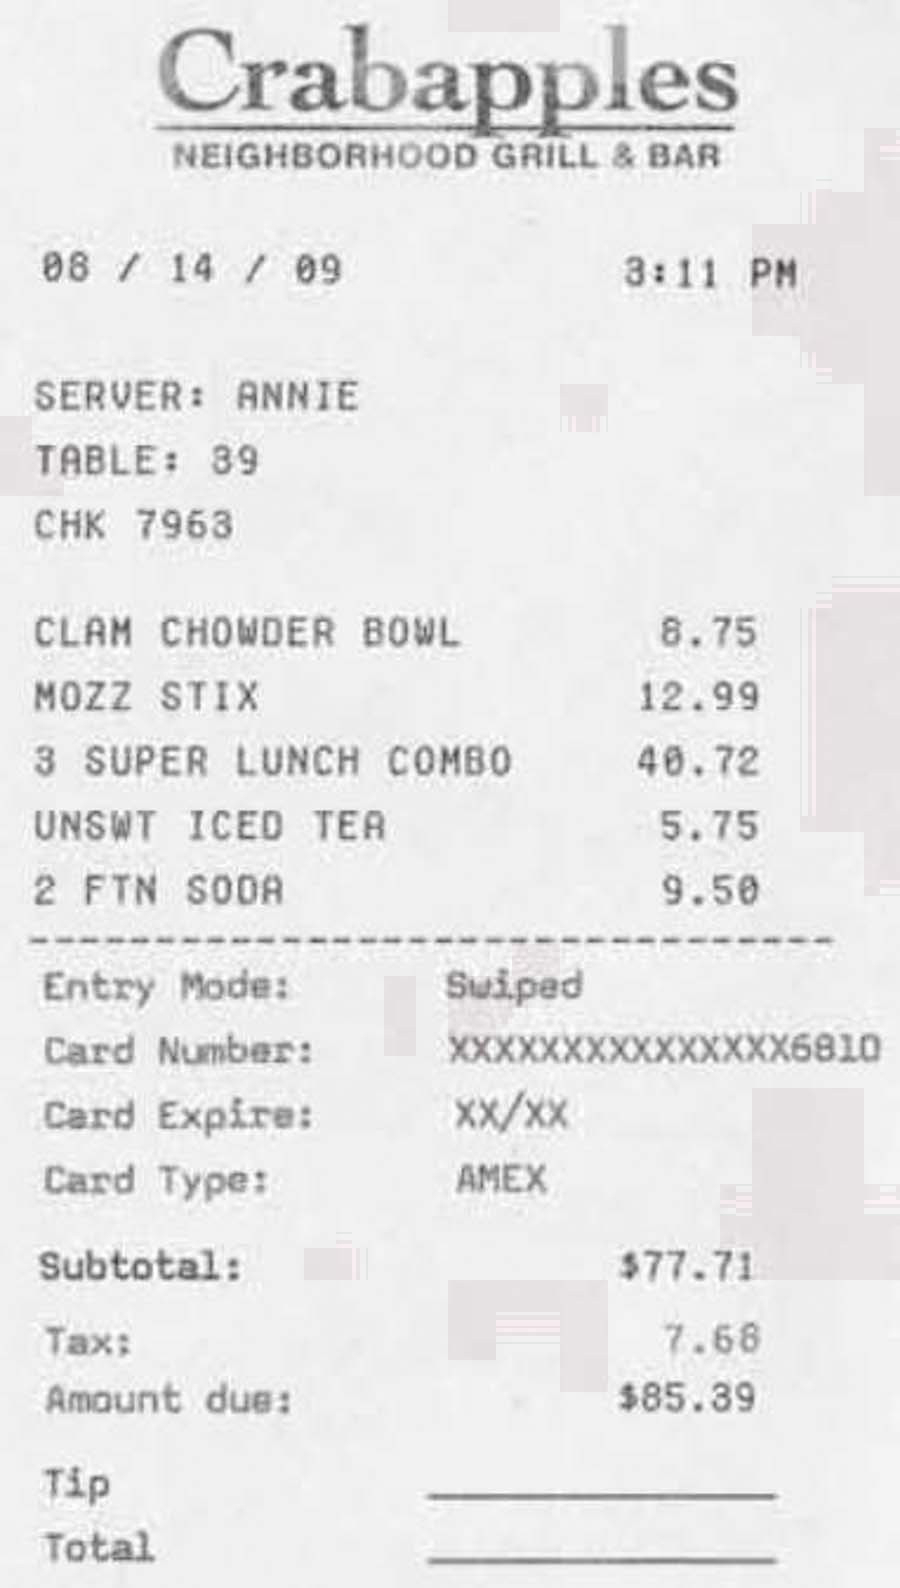 Crabapples
NEIGHBORHOOD GRILL & BAR
08 / 14 / 09 3:11 PM
SERVER: ANNIE
TABLE: 39
CHK 7963
CLAM CHOWDER BOWL 8.75
MOZZ STIX 12.99
3 SUPER LUNCH COMBO 40.72
UNSWT ICED TEA 5.75
2 FTN SODA 9.50
--------------------------------
Entry Mode: Swiped
Card Number: XXXXXXXXXXXXXXX6810
Card Expire: XX/XX
Card Type: AMEX
Subtotal: $77.71
Tax: 7.68
Amount due: $85.39
Tip
Total